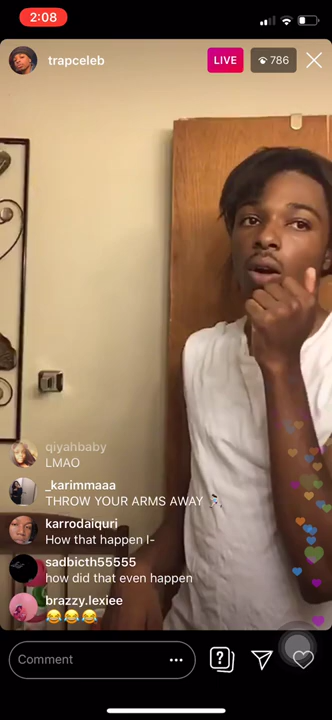 2:08
trapceleb
LIVE
786
qiyahbaby
LMAO
_karimmaaa
THROW YOUR ARMS AWAY
karrodaiquri
How that happen I-
sadbicth55555
how did that even happen
brazzy.lexiee
😂😂😂
Comment